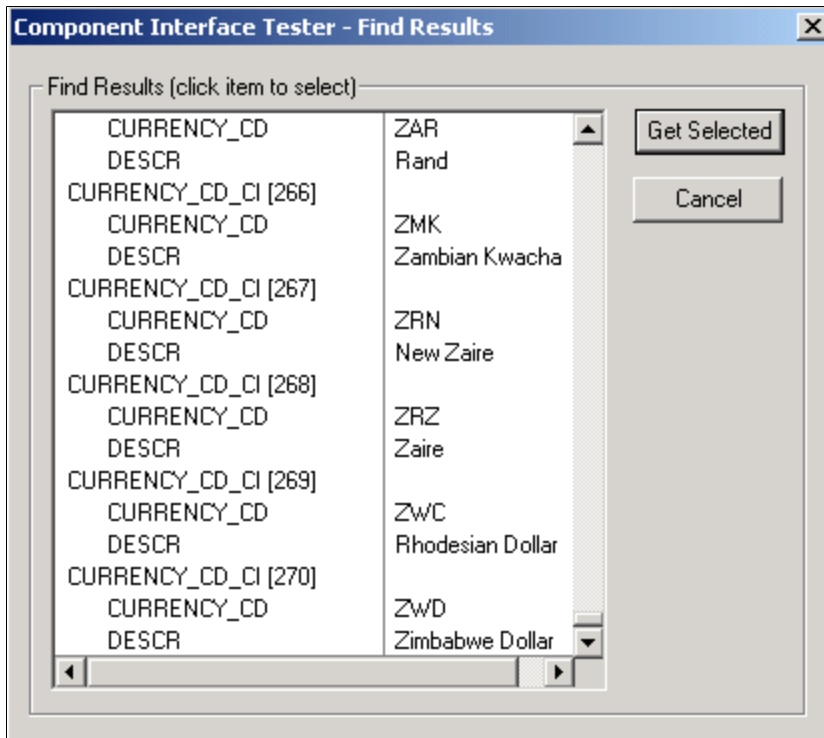 Component Interface Tester - Find Results
Find Results (click item to select)
CURRENCY_CD ZAR
DESCR Rand
CURRENCY_CD_CI [266]
CURRENCY_CD ZMK
DESCR Zambian Kwacha
CURRENCY_CD_CI [267]
CURRENCY_CD ZRN
DESCR New Zaire
CURRENCY_CD_CI [268]
CURRENCY_CD ZRZ
DESCR Zaire
CURRENCY_CD_CI [269]
CURRENCY_CD ZWC
DESCR Rhodesian Dollar
CURRENCY_CD_CI [270]
CURRENCY_CD ZWD
DESCR Zimbabwe Dollar
Get Selected
Cancel